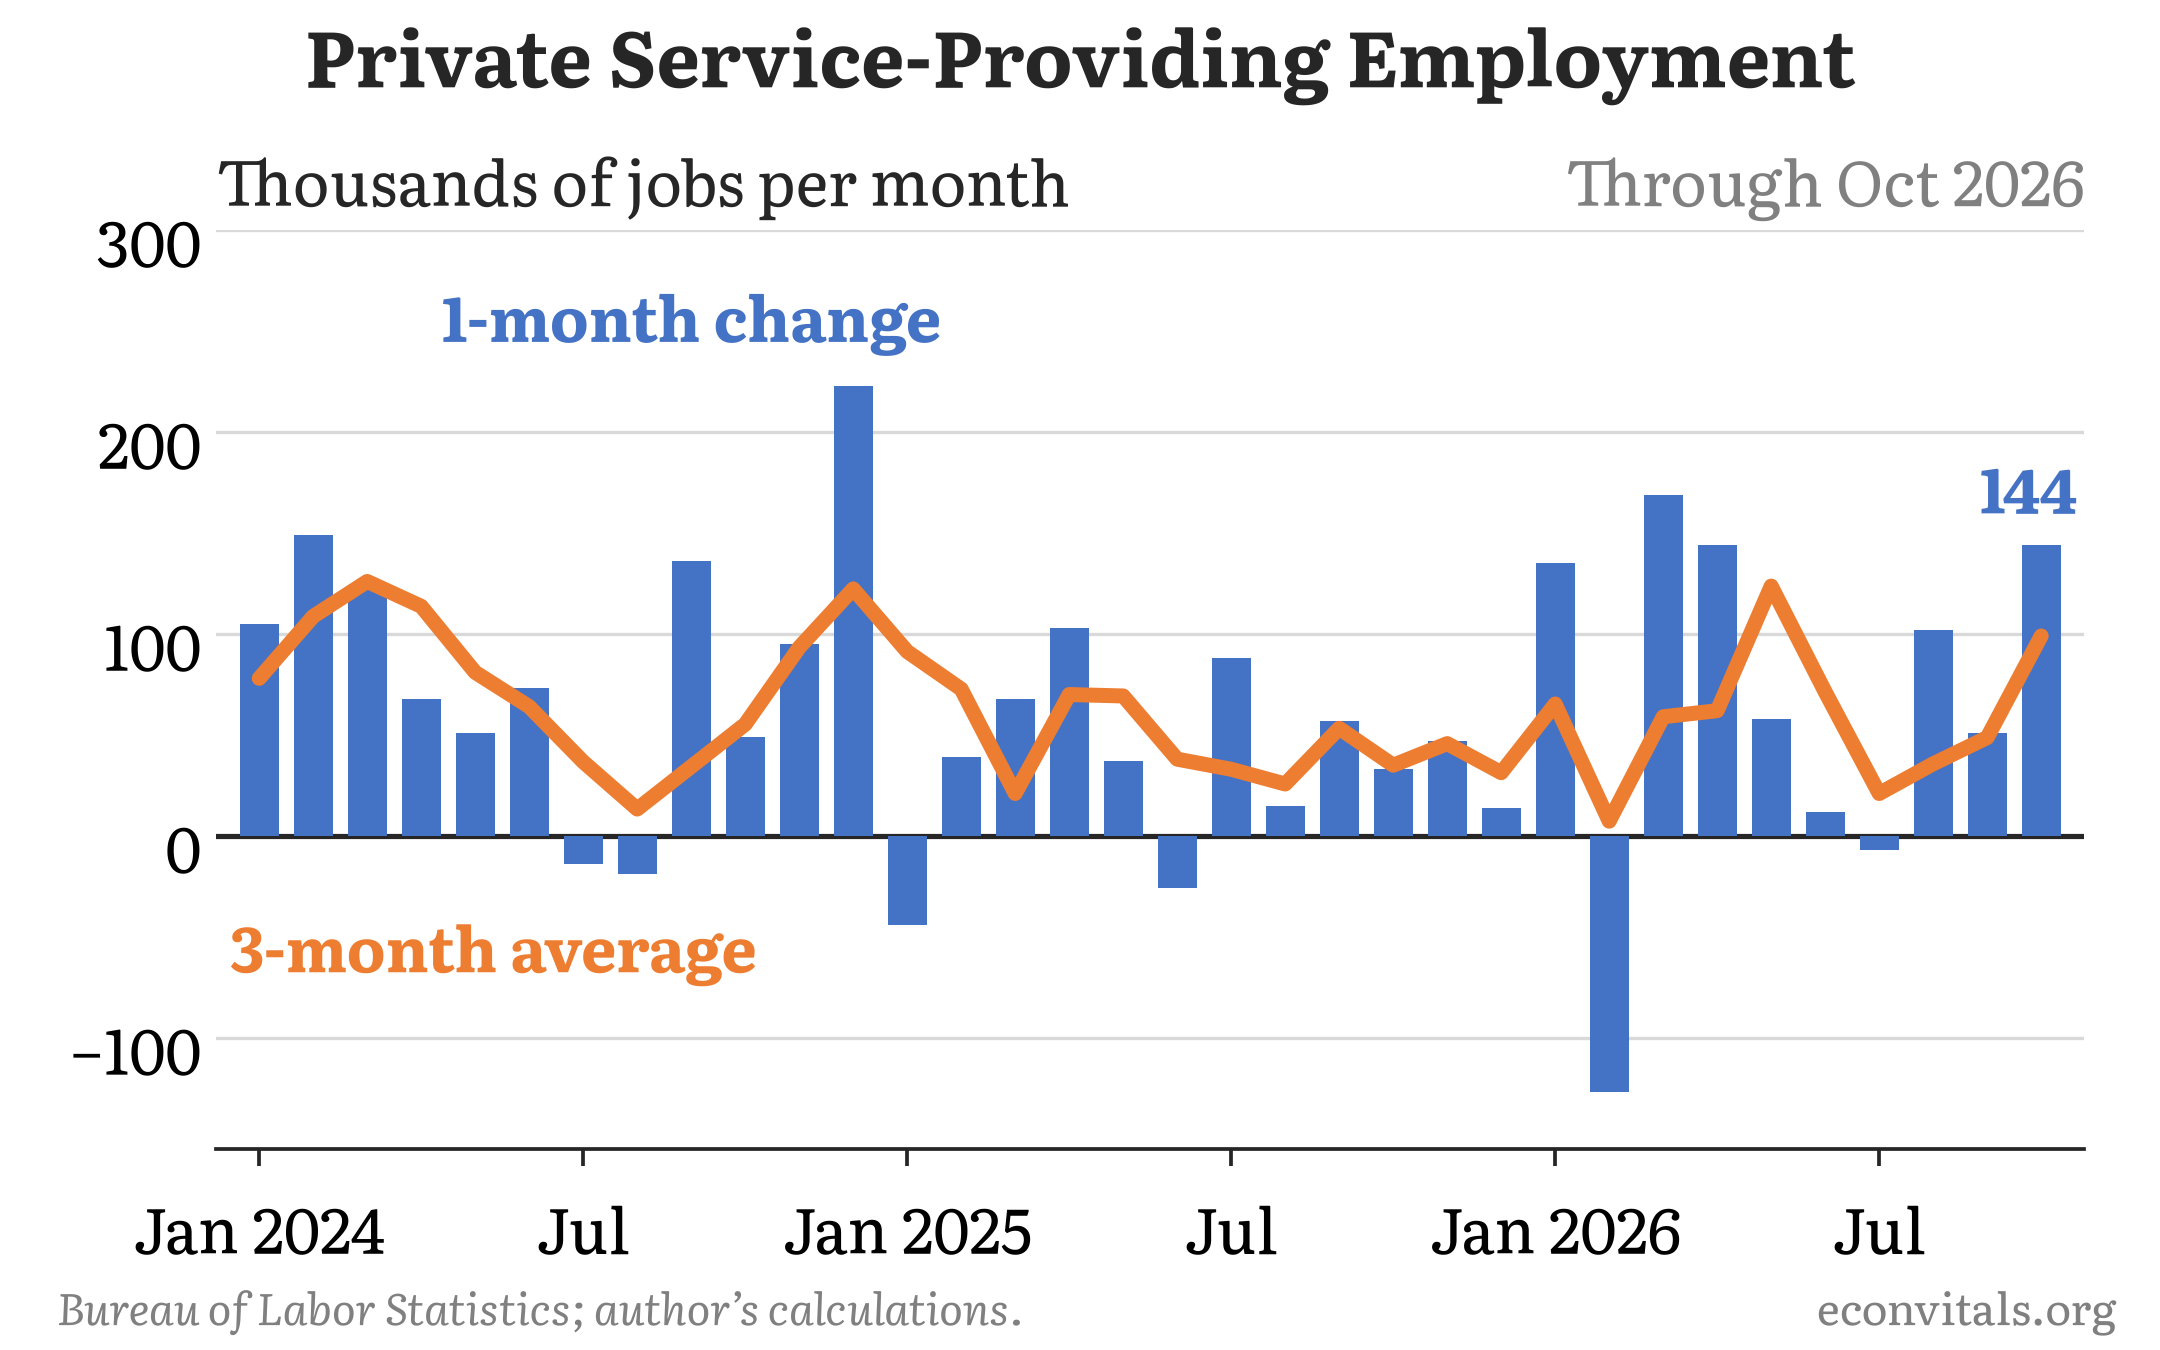 Private Service-Providing Employment
Thousands of jobs per month
Through Oct 2026
300
1-month change
200
144
100
0
3-month average
–100
Jan 2024
Jul
Jan 2025
Jul
Jan 2026
Jul
Bureau of Labor Statistics; author’s calculations.
econvitals.org